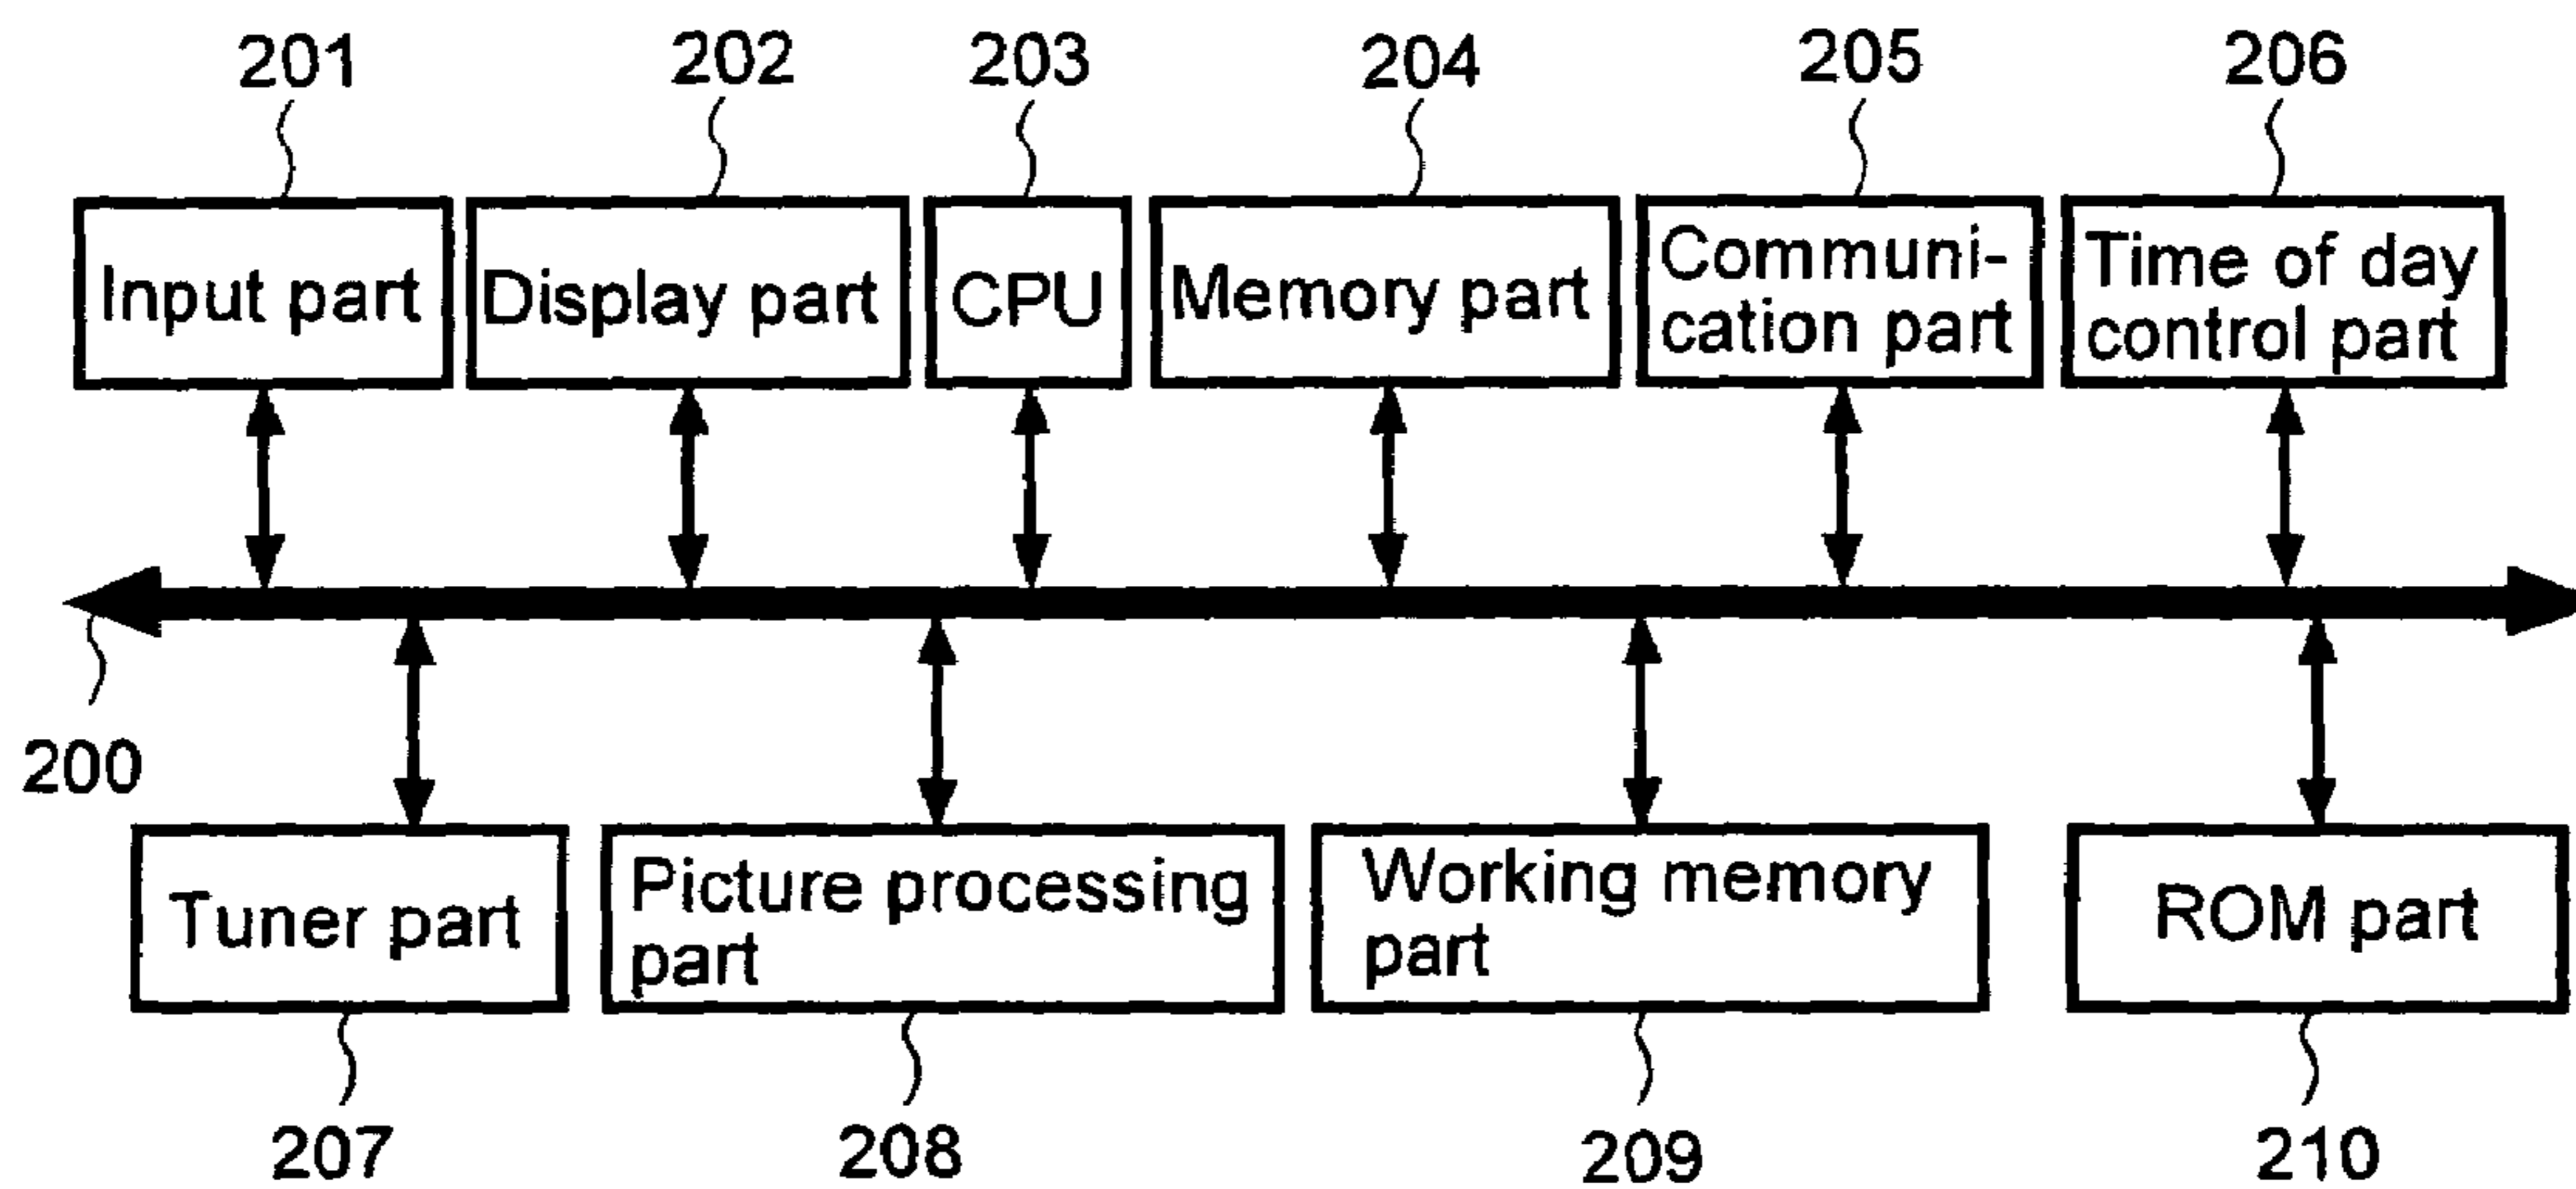 201
202
203
204
205
206
Input part
Display part
CPU
Memory part
Communi-
cation part
Time of day
control part
200
Tuner part
Picture processing
part
Working memory
part
ROM part
207
208
209
210